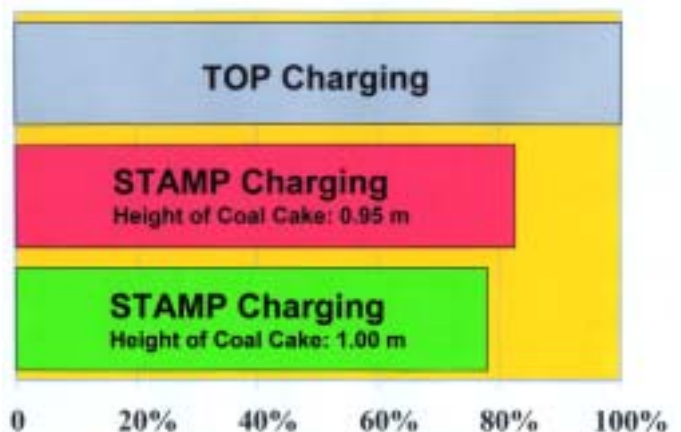 TOP Charging
STAMP Charging
Height of Coal Cake: 0.95 m
STAMP Charging
Height of Coal Cake: 1.00 m
0 20% 40% 60% 80% 100%